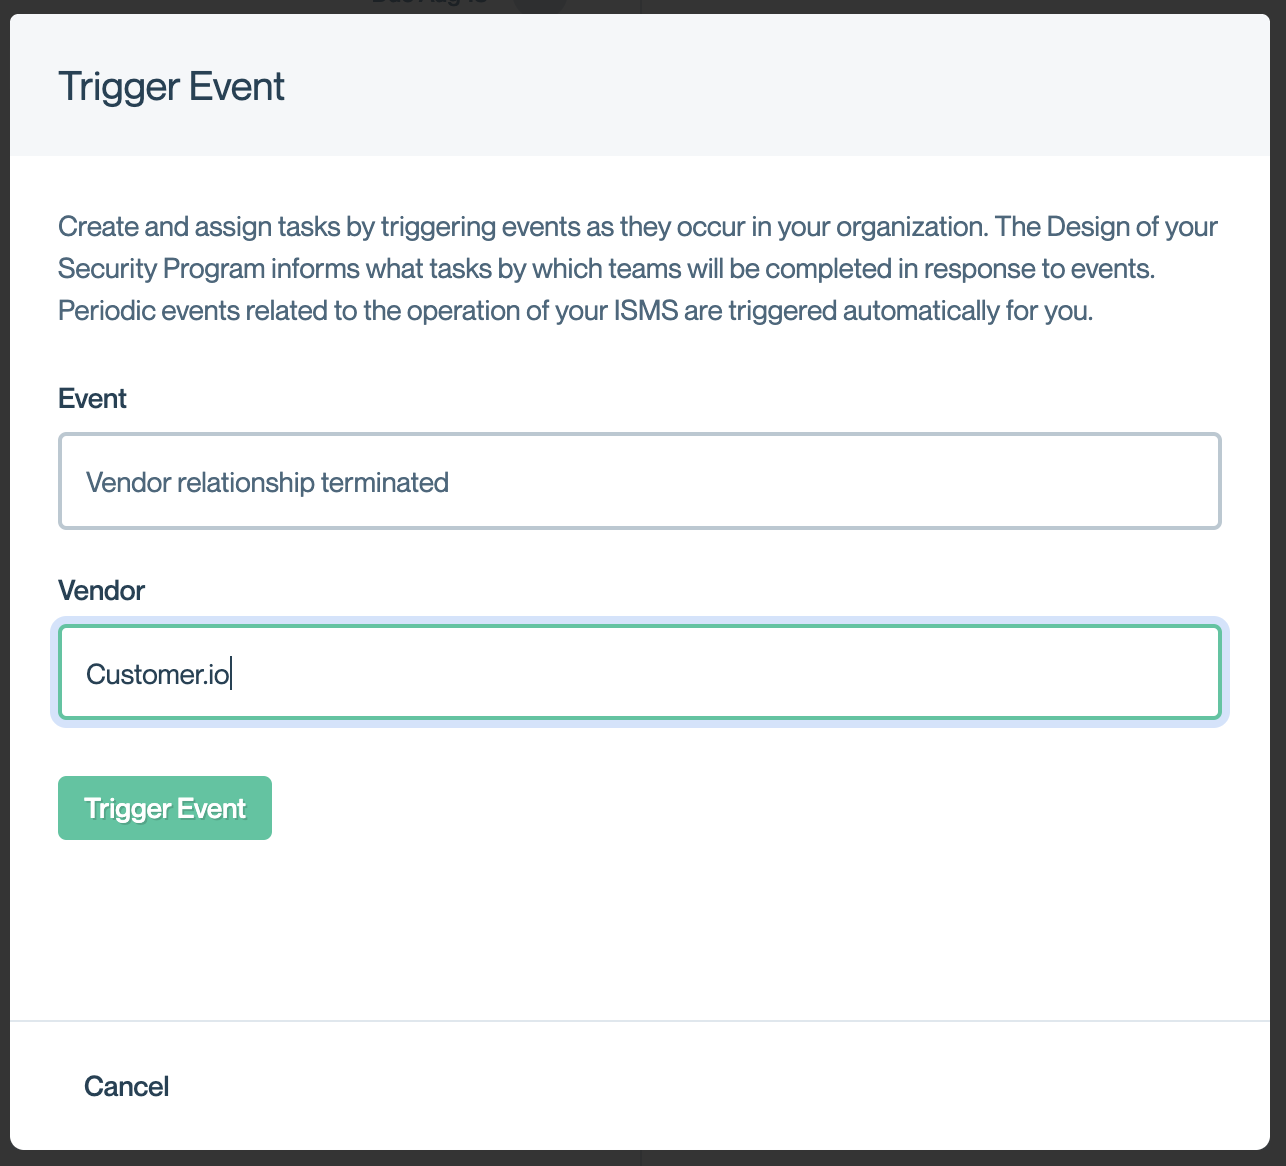 Trigger Event
Create and assign tasks by triggering events as they occur in your organization. The Design of your
Security Program informs what tasks by which teams will be completed in response to events.
Periodic events related to the operation of your ISMS are triggered automatically for you.
Event
Vendor relationship terminated
Vendor
Customer.io
Trigger Event
Cancel